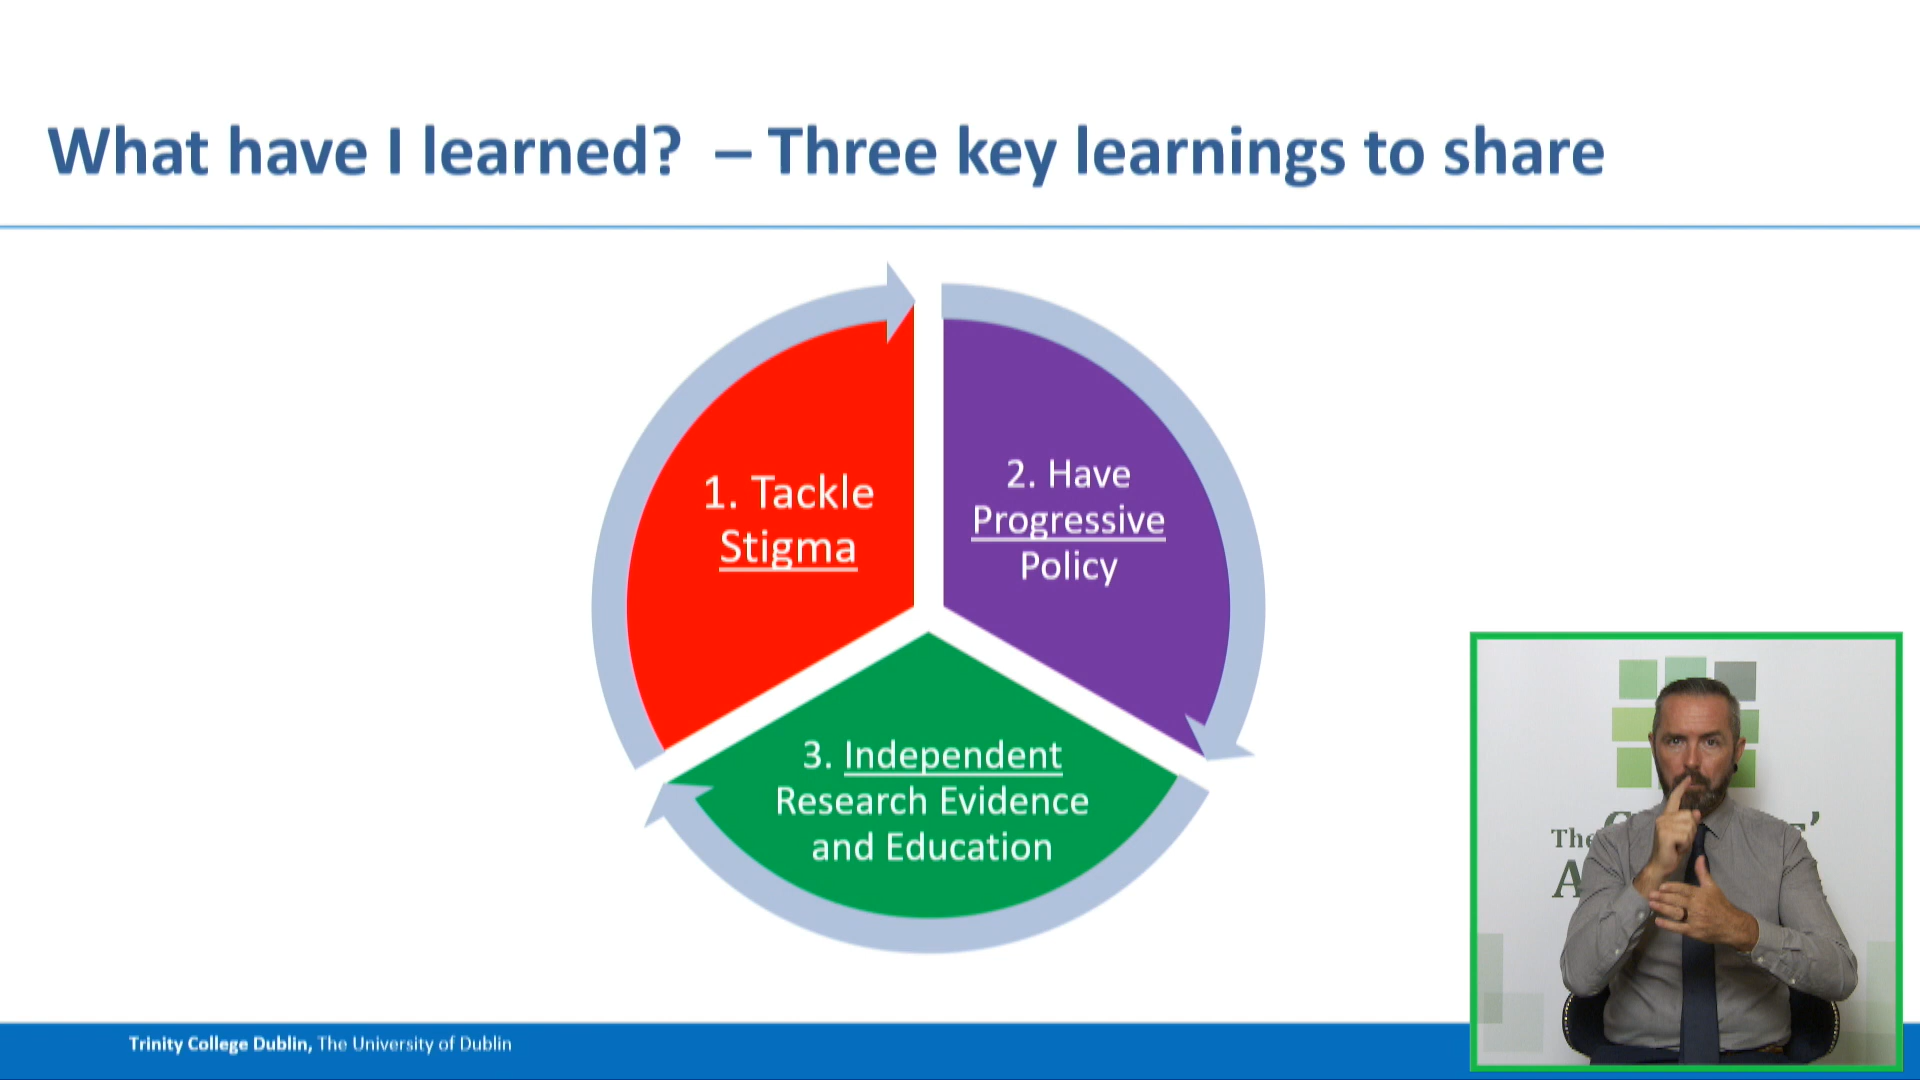 What have I learned? – Three key learnings to share
1. Tackle
Stigma
2. Have
Progressive
Policy
3. Independent
Research Evidence
and Education
Trinity College Dublin, The University of Dublin
The